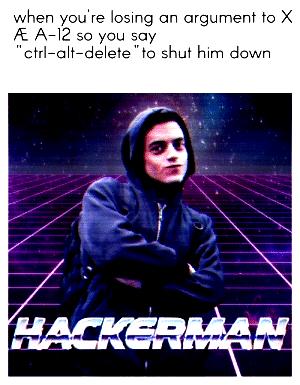 when you're losing an argument to X
Æ A-12 so you say
"ctrl-alt-delete" to shut him down
HACKERMAN